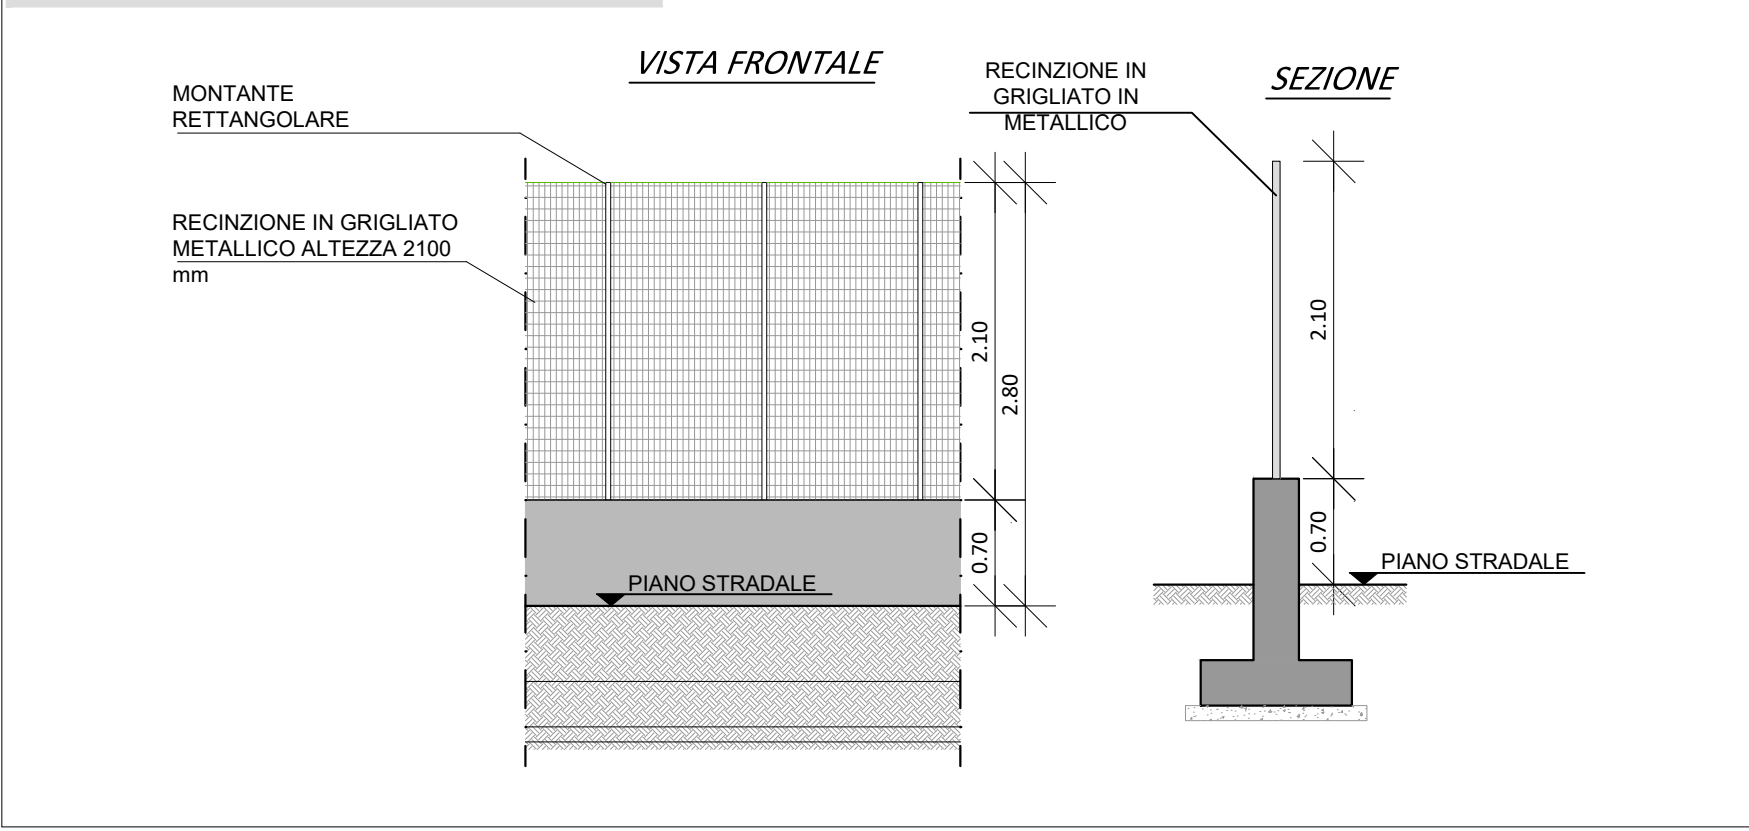 VISTA FRONTALE
MONTANTE
RETTANGOLARE
RECINZIONE IN GRIGLIATO
METALLICO ALTEZZA 2100
mm
2.10
2.80
0.70
PIANO STRADALE
RECINZIONE IN
GRIGLIATO IN
METALLICO
SEZIONE
2.10
0.70
PIANO STRADALE